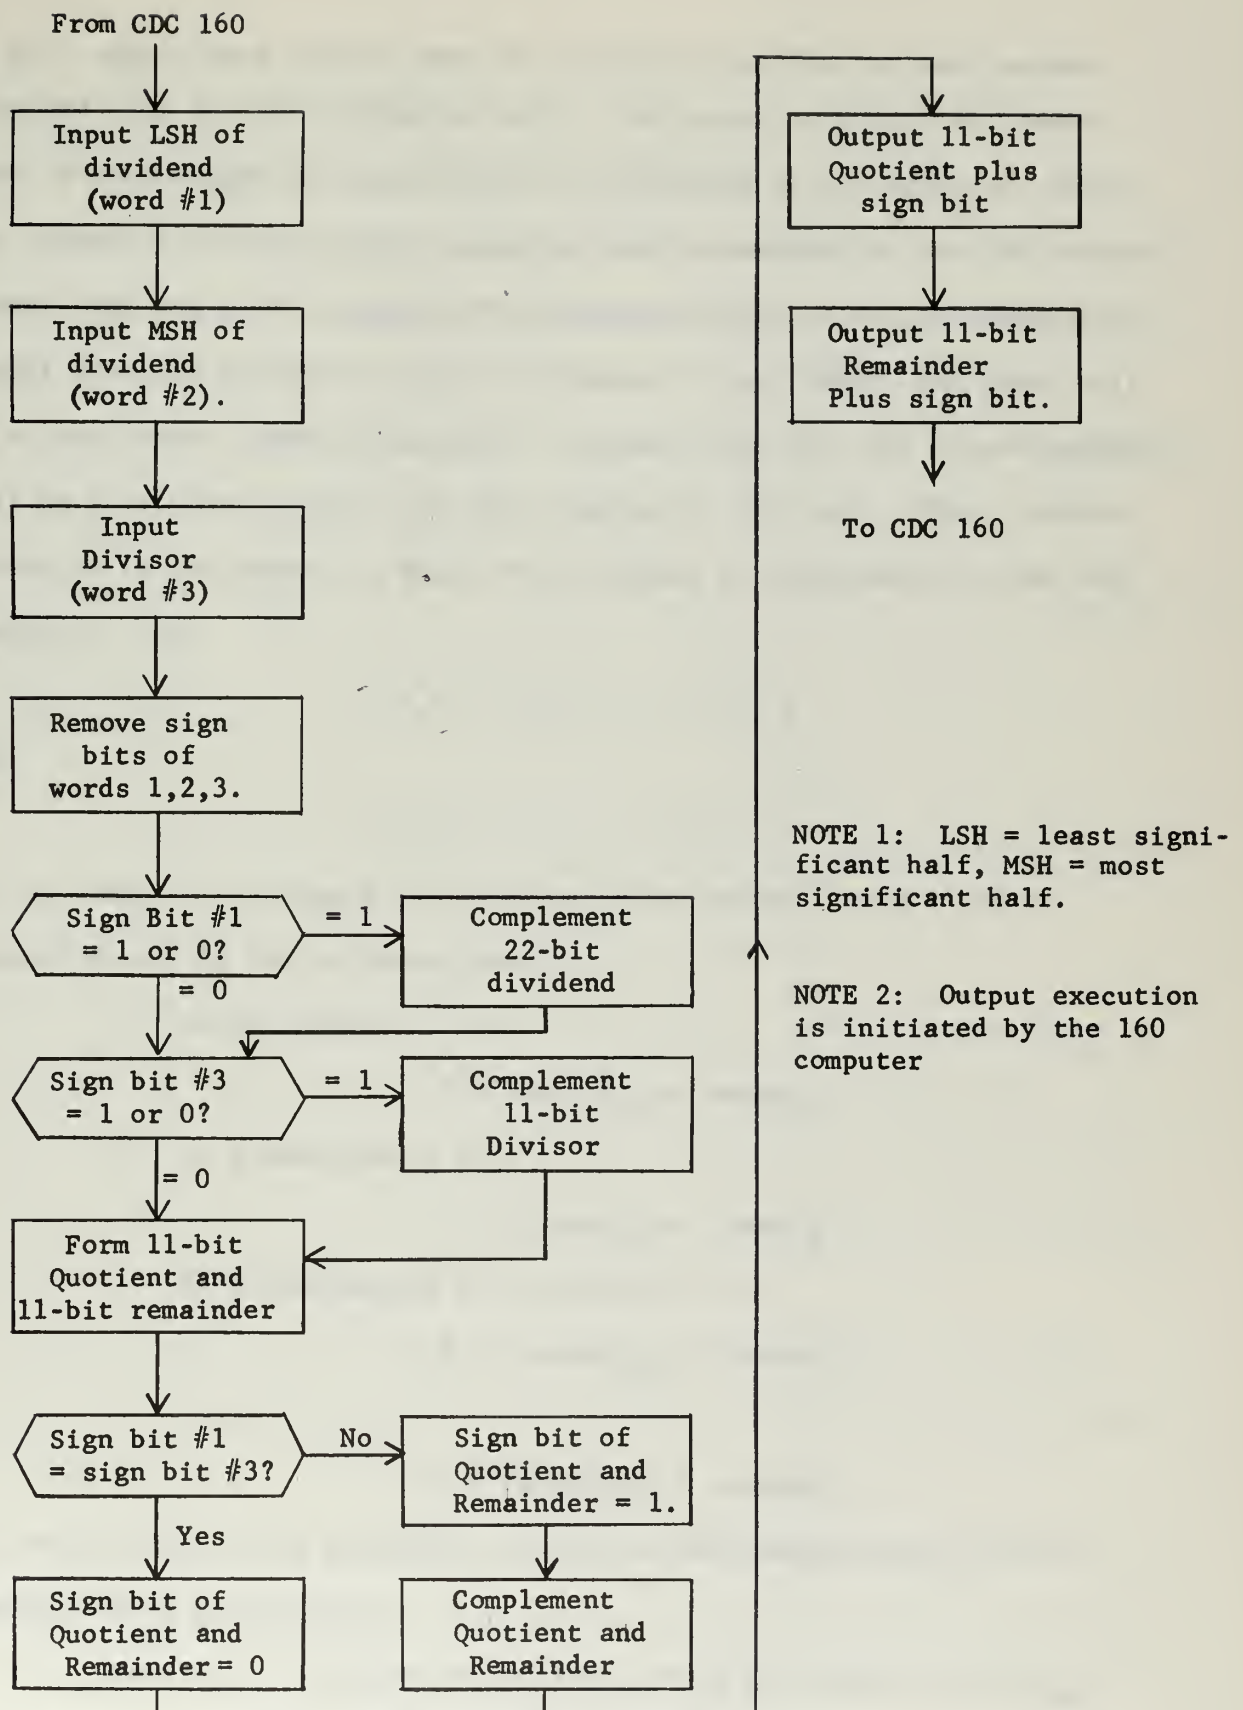 From CDC 160
Input LSH of
dividend
(word #1)
Input MSH of
dividend
(word #2).
Input
Divisor
(word #3)
Remove sign
bits of
words 1,2,3.
Sign Bit #1
= 1 or 0?
= 1
= 0
Complement
22-bit
dividend
Sign bit #3
= 1 or 0?
= 1
= 0
Complement
11-bit
Divisor
Form 11-bit
Quotient and
11-bit remainder
Sign bit #1
= sign bit #3?
No
Yes
Sign bit of
Quotient and
Remainder = 1.
Sign bit of
Quotient and
Remainder = 0
Complement
Quotient and
Remainder
Output 11-bit
Quotient plus
sign bit
Output 11-bit
Remainder
Plus sign bit.
To CDC 160
NOTE 1: LSH = least signi-
ficant half, MSH = most
significant half.
NOTE 2: Output execution
is initiated by the 160
computer